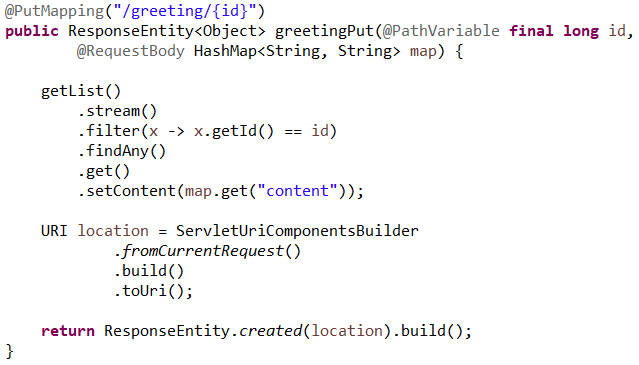 @PutMapping("/greeting/{id}")
public ResponseEntity<Object> greetingPut(@PathVariable final long id,
        @RequestBody HashMap<String, String> map) {

    getList()
        .stream()
        .filter(x -> x.getId() == id)
        .findAny()
        .get()
        .setContent(map.get("content"));

    URI location = ServletUriComponentsBuilder
            .fromCurrentRequest()
            .build()
            .toUri();

    return ResponseEntity.created(location).build();
}